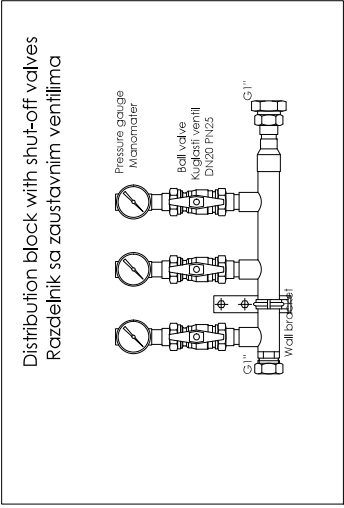 Distribution block with shut-off valves
Razdelnik sa zaustavnim ventilima
Pressure gauge
Manomater
Ball valve
Kuglasti ventil
DN20 PN25
G1"
G1"
Wall bracket